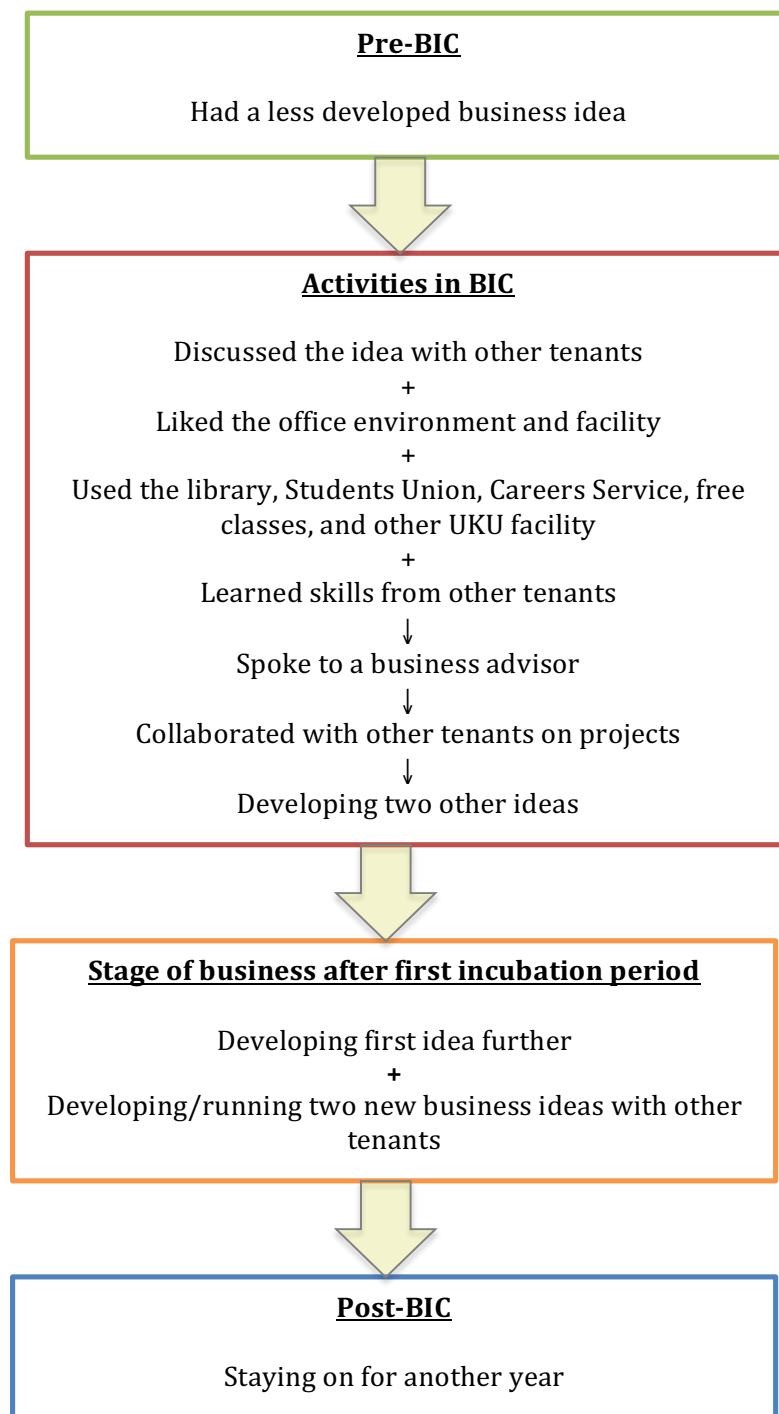 Pre-BIC
Had a less developed business idea
Activities in BIC
Discussed the idea with other tenants
+
Liked the office environment and facility
+
Used the library, Students Union, Careers Service, free
classes, and other UKU facility
+
Learned skills from other tenants
↓
Spoke to a business advisor
↓
Collaborated with other tenants on projects
↓
Developing two other ideas
Stage of business after first incubation period
Developing first idea further
+
Developing/running two new business ideas with other
tenants
Post-BIC
Staying on for another year